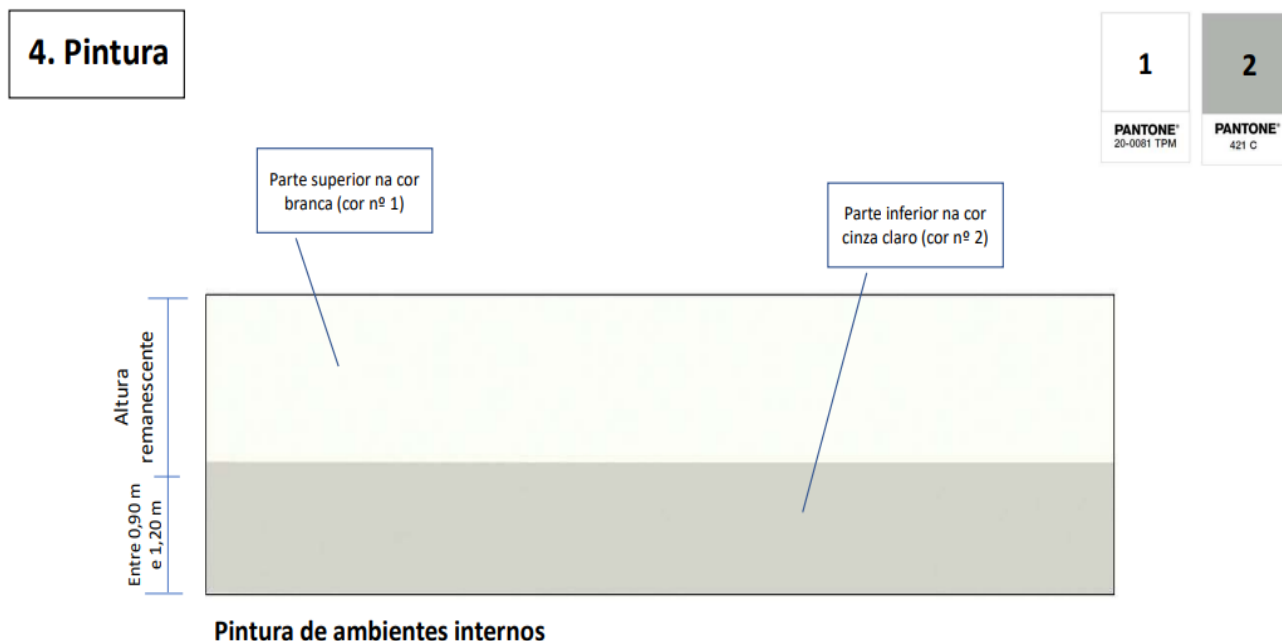 4. Pintura
1
PANTONE®
20-0081 TPM
2
PANTONE®
421 C
Parte superior na cor
branca (cor nº 1)
Parte inferior na cor
cinza claro (cor nº 2)
Altura
remanescente
Entre 0,90 m
e 1,20 m
Pintura de ambientes internos